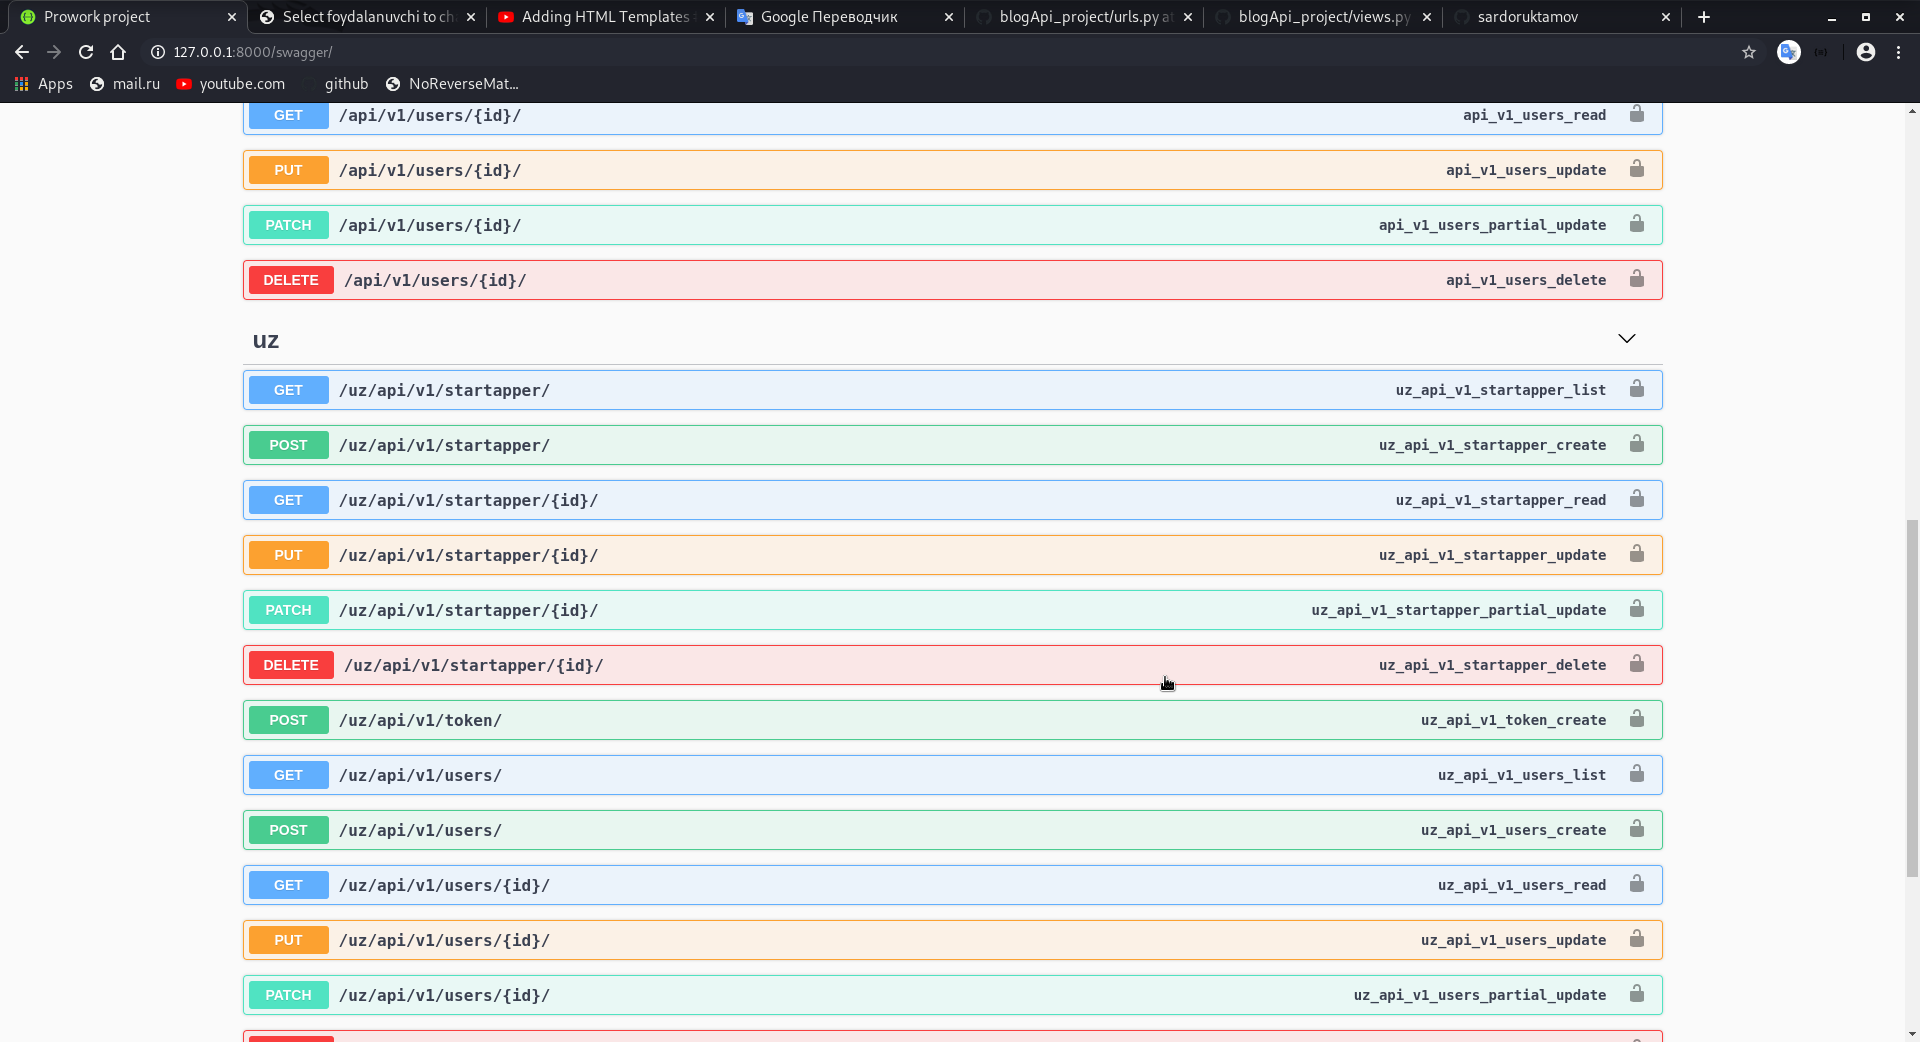 Prowork project
Select foydalanuvchi to ch
Adding HTML Templates
Google Переводчик
blogApi_project/urls.py at
blogApi_project/views.py
sardoruktamov
127.0.0.1:8000/swagger/
Apps
mail.ru
youtube.com
github
NoReverseMat...
GET /api/v1/users/{id}/ api_v1_users_read
PUT /api/v1/users/{id}/ api_v1_users_update
PATCH /api/v1/users/{id}/ api_v1_users_partial_update
DELETE /api/v1/users/{id}/ api_v1_users_delete
uz
GET /uz/api/v1/startapper/ uz_api_v1_startapper_list
POST /uz/api/v1/startapper/ uz_api_v1_startapper_create
GET /uz/api/v1/startapper/{id}/ uz_api_v1_startapper_read
PUT /uz/api/v1/startapper/{id}/ uz_api_v1_startapper_update
PATCH /uz/api/v1/startapper/{id}/ uz_api_v1_startapper_partial_update
DELETE /uz/api/v1/startapper/{id}/ uz_api_v1_startapper_delete
POST /uz/api/v1/token/ uz_api_v1_token_create
GET /uz/api/v1/users/ uz_api_v1_users_list
POST /uz/api/v1/users/ uz_api_v1_users_create
GET /uz/api/v1/users/{id}/ uz_api_v1_users_read
PUT /uz/api/v1/users/{id}/ uz_api_v1_users_update
PATCH /uz/api/v1/users/{id}/ uz_api_v1_users_partial_update